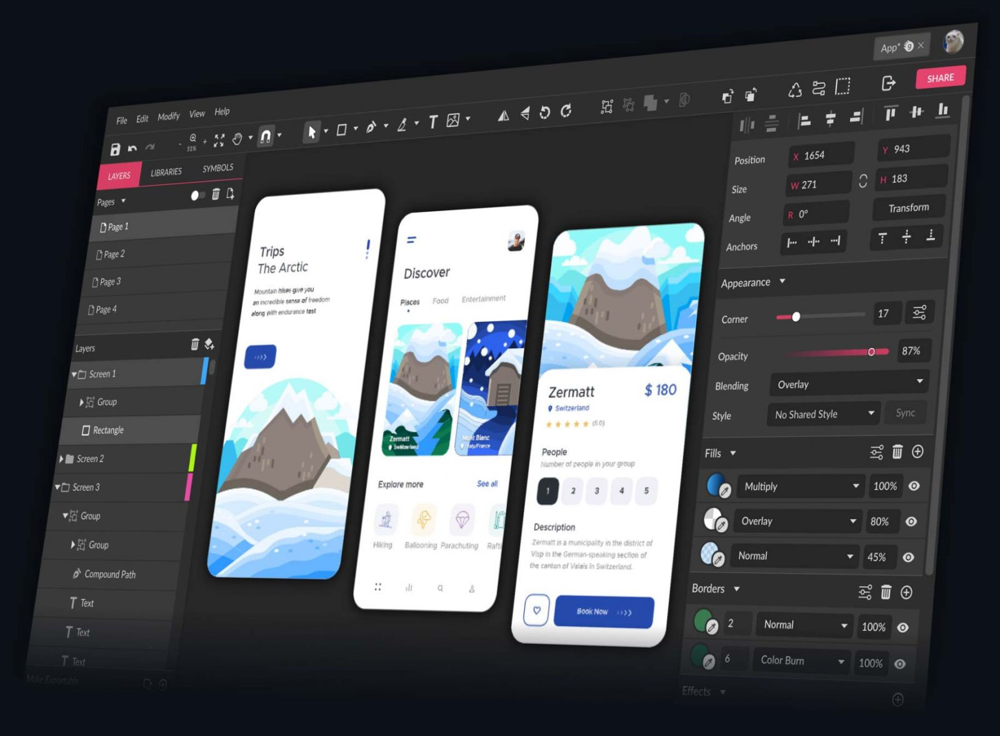 App*
SHARE
File Edit Modify View Help
- 51% +
T
LAYERS LIBRARIES SYMBOLS
Pages
Page 1
Page 2
Page 3
Page 4
Layers
Screen 1
Group
Rectangle
Screen 2
Screen 3
Group
Group
Compound Path
T Text
T Text
T Text
Make Exportable
Trips
The Arctic
Mountain hikes give you
an incredible sense of freedom
along with endurance test
Discover
Places Food Entertainment
Zermatt
Switzerland
Mont Blanc
Italy/France
Explore more See all
Hiking Ballooning Parachuting Rafti
Zermatt $ 180
Switzerland
(5.0)
People
Number of people in your group
1 2 3 4 5
Description
Zermatt is a municipality in the district of
Visp in the German-speaking section of
the canton of Valais in Switzerland.
Book Now
Position X 1654 Y 943
Size W 271 H 183
Angle R 0° Transform
Anchors
Appearance
Corner 17
Opacity 87%
Blending Overlay
Style No Shared Style Sync
Fills
Multiply 100%
Overlay 80%
Normal 45%
Borders
2 Normal 100%
6 Color Burn 100%
Effects